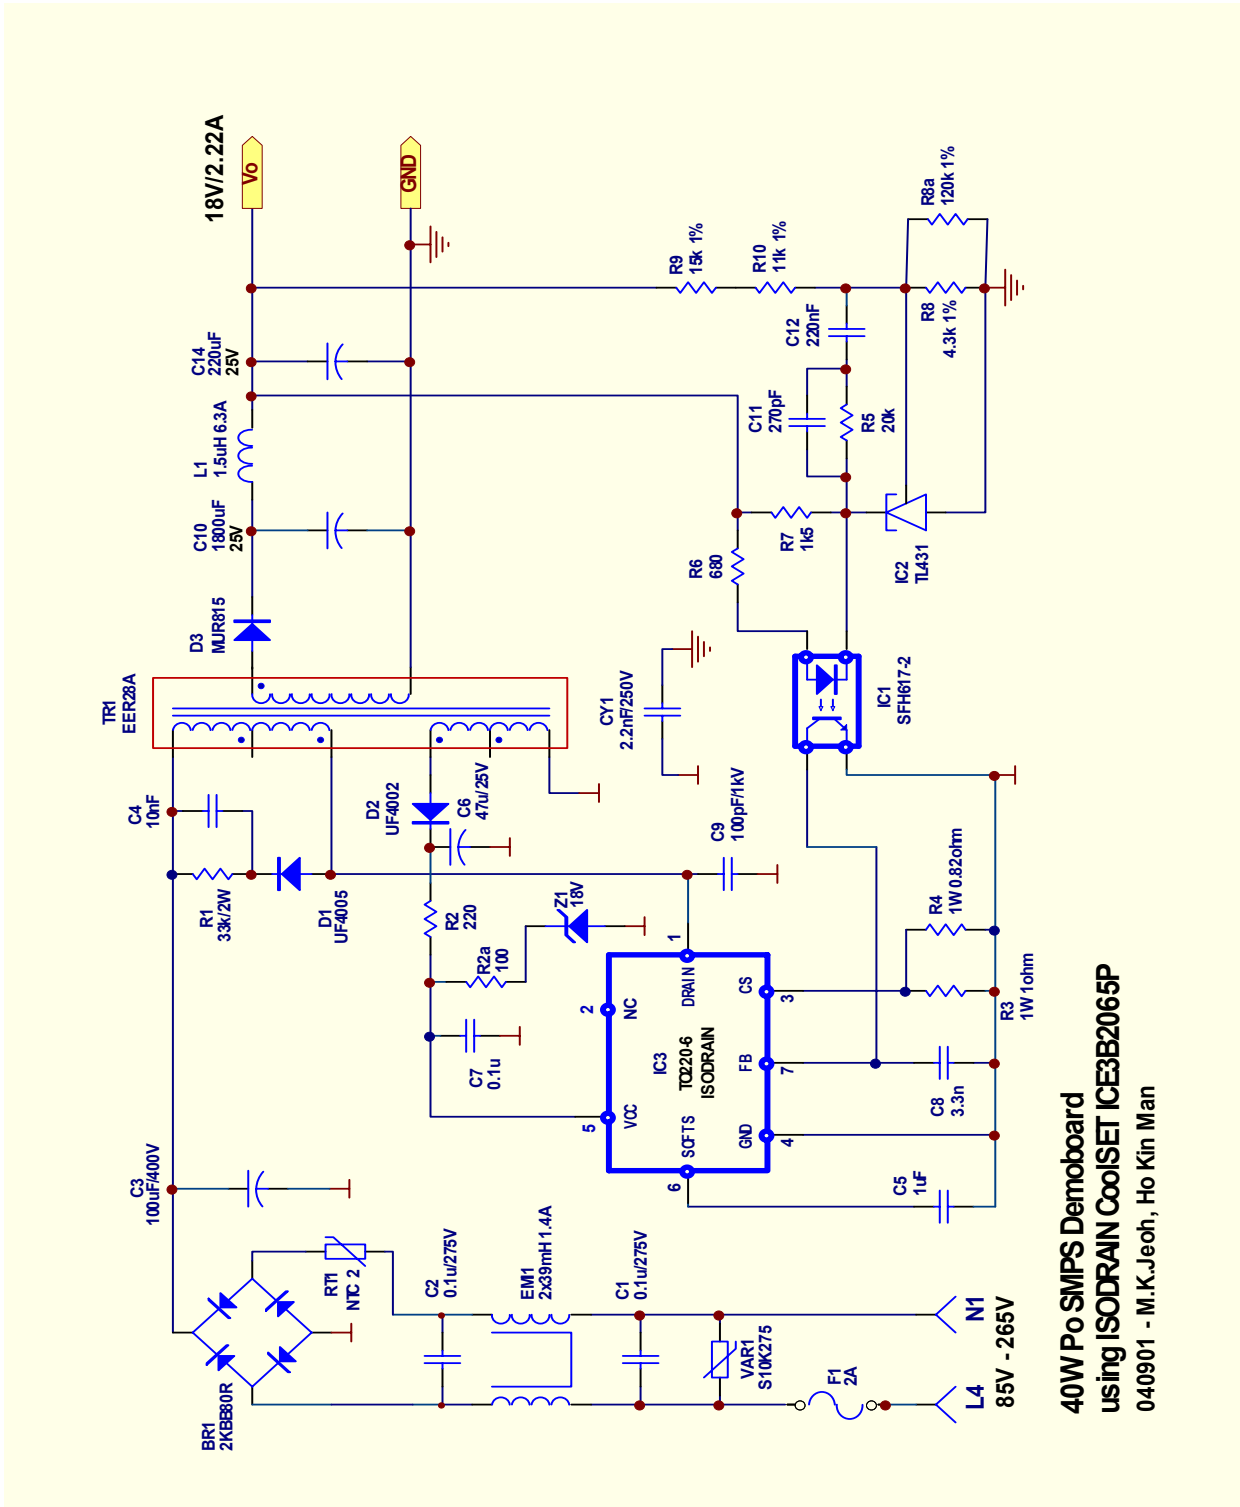 18V/2.22A
Vo
GND
C14
220uF
25V
L1
1.5uH 6.3A
C10
1800uF
25V
D3
MUR815
TR1
EER28A
R9
15k 1%
R10
11k 1%
C12
220nF
R8a
120k 1%
R8
4.3k 1%
C11
270pF
R5
20k
R7
1k5
R6
680
IC2
TL431
IC1
SFH617-2
CY1
2.2nF/250V
C4
10nF
R1
33k/2W
D1
UF4005
D2
UF4002
C6
47u/25V
C9
100pF/1kV
R2
220
R2a
100
Z1
18V
C7
0.1u
R4
1W 0.82ohm
R3
1W 1ohm
C8
3.3n
C5
1uF
IC3
TO220-6
ISODRAIN
1
DRAIN
2
NC
3
CS
5
VCC
7
FB
4
GND
6
SOFTS
C3
100uF/400V
BR1
2KBB80R
RT1
NTC 2
C2
0.1u/275V
EMI1
2x39mH 1.4A
C1
0.1u/275V
VAR1
S10K275
F1
2A
N1
L4
85V - 265V
40W Po SMPS Demoboard
using ISODRAIN CoolSET ICE3B2065P
040901 - M.K.Jeoh, Ho Kin Man